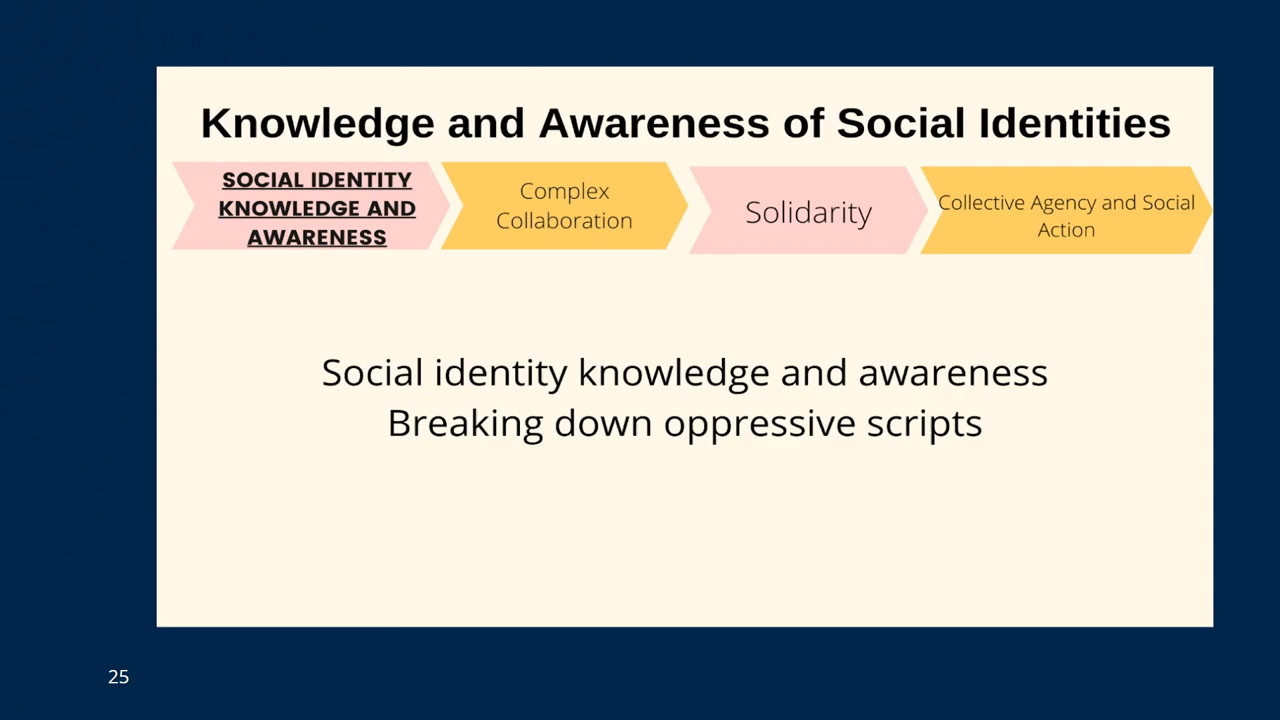 Knowledge and Awareness of Social Identities
SOCIAL IDENTITY
KNOWLEDGE AND
AWARENESS
Complex
Collaboration
Solidarity
Collective Agency and Social
Action
Social identity knowledge and awareness
Breaking down oppressive scripts
25